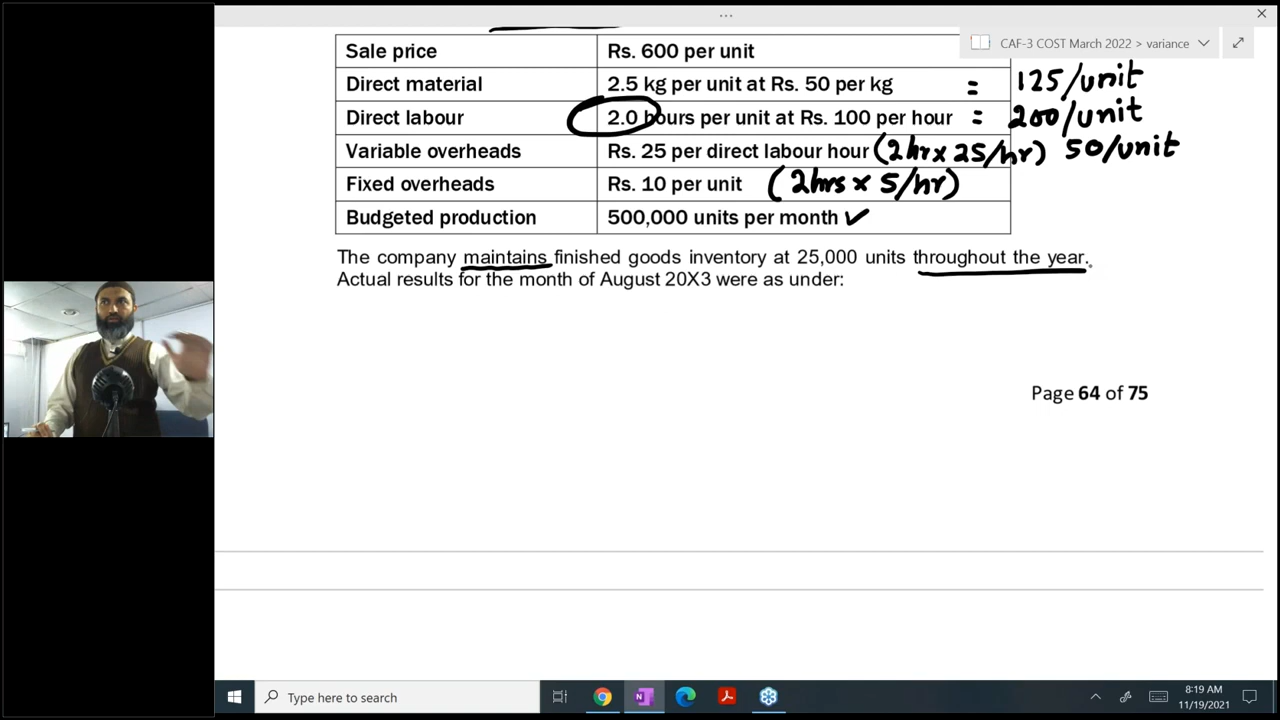 CAF-3 COST March 2022 > variance
Sale price Rs. 600 per unit
Direct material 2.5 kg per unit at Rs. 50 per kg = 125/unit
Direct labour 2.0 hours per unit at Rs. 100 per hour = 200/unit
Variable overheads Rs. 25 per direct labour hour (2hr x 25/hr) 50/unit
Fixed overheads Rs. 10 per unit (2hrs x 5/hr)
Budgeted production 500,000 units per month ✓
The company maintains finished goods inventory at 25,000 units throughout the year.
Actual results for the month of August 20X3 were as under:
Page 64 of 75
Type here to search
8:19 AM
11/19/2021